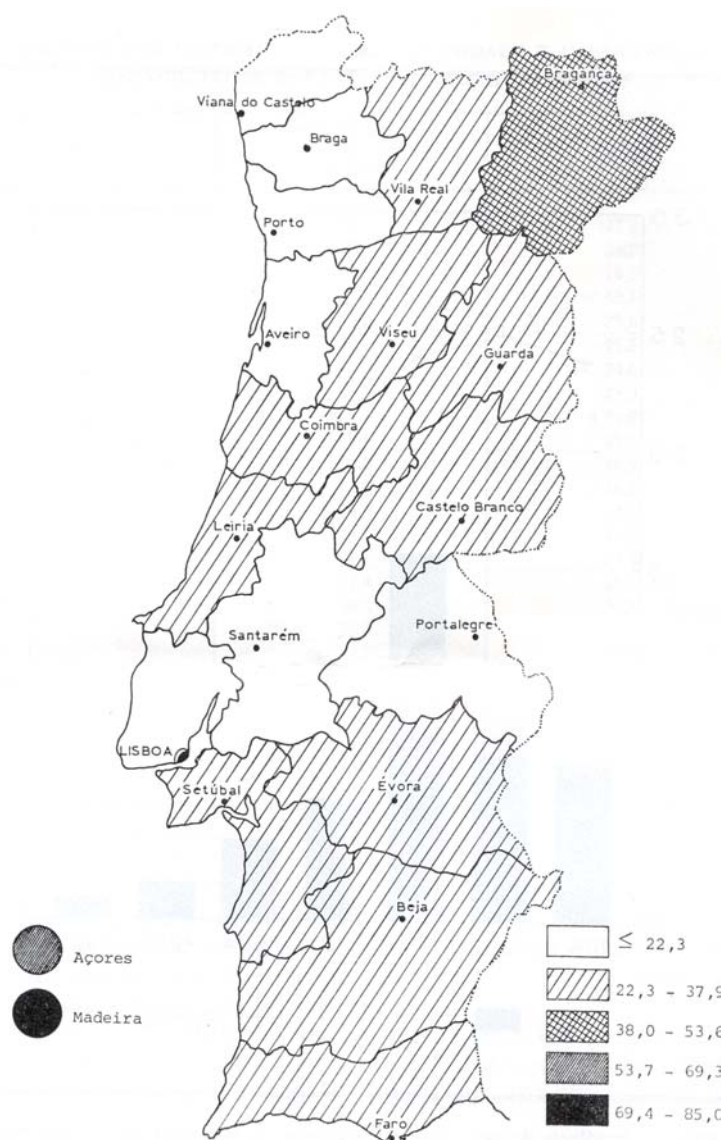 Bragança
Viana do Castelo
Braga
Vila Real
Porto
Aveiro
Viseu
Guarda
Coimbra
Castelo Branco
Leiria
Portalegre
Santarém
LISBOA
Setúbal
Évora
Beja
Açores
Madeira
Faro
≤ 22,3
22,3 - 37,9
38,0 - 53,6
53,7 - 69,3
69,4 - 85,0